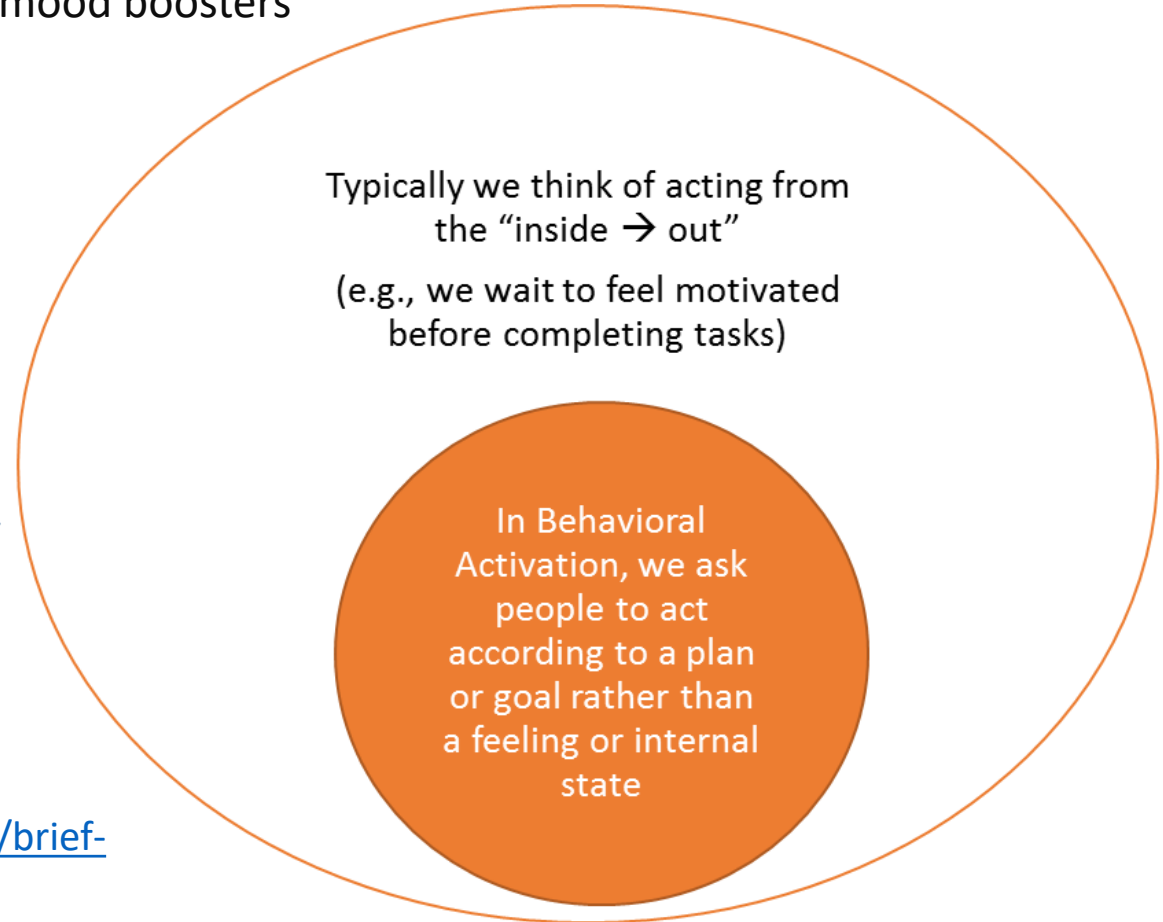 mood boosters
Typically we think of acting from
the “inside → out”
(e.g., we wait to feel motivated
before completing tasks)
In Behavioral
Activation, we ask
people to act
according to a plan
or goal rather than
a feeling or internal
state
/brief-